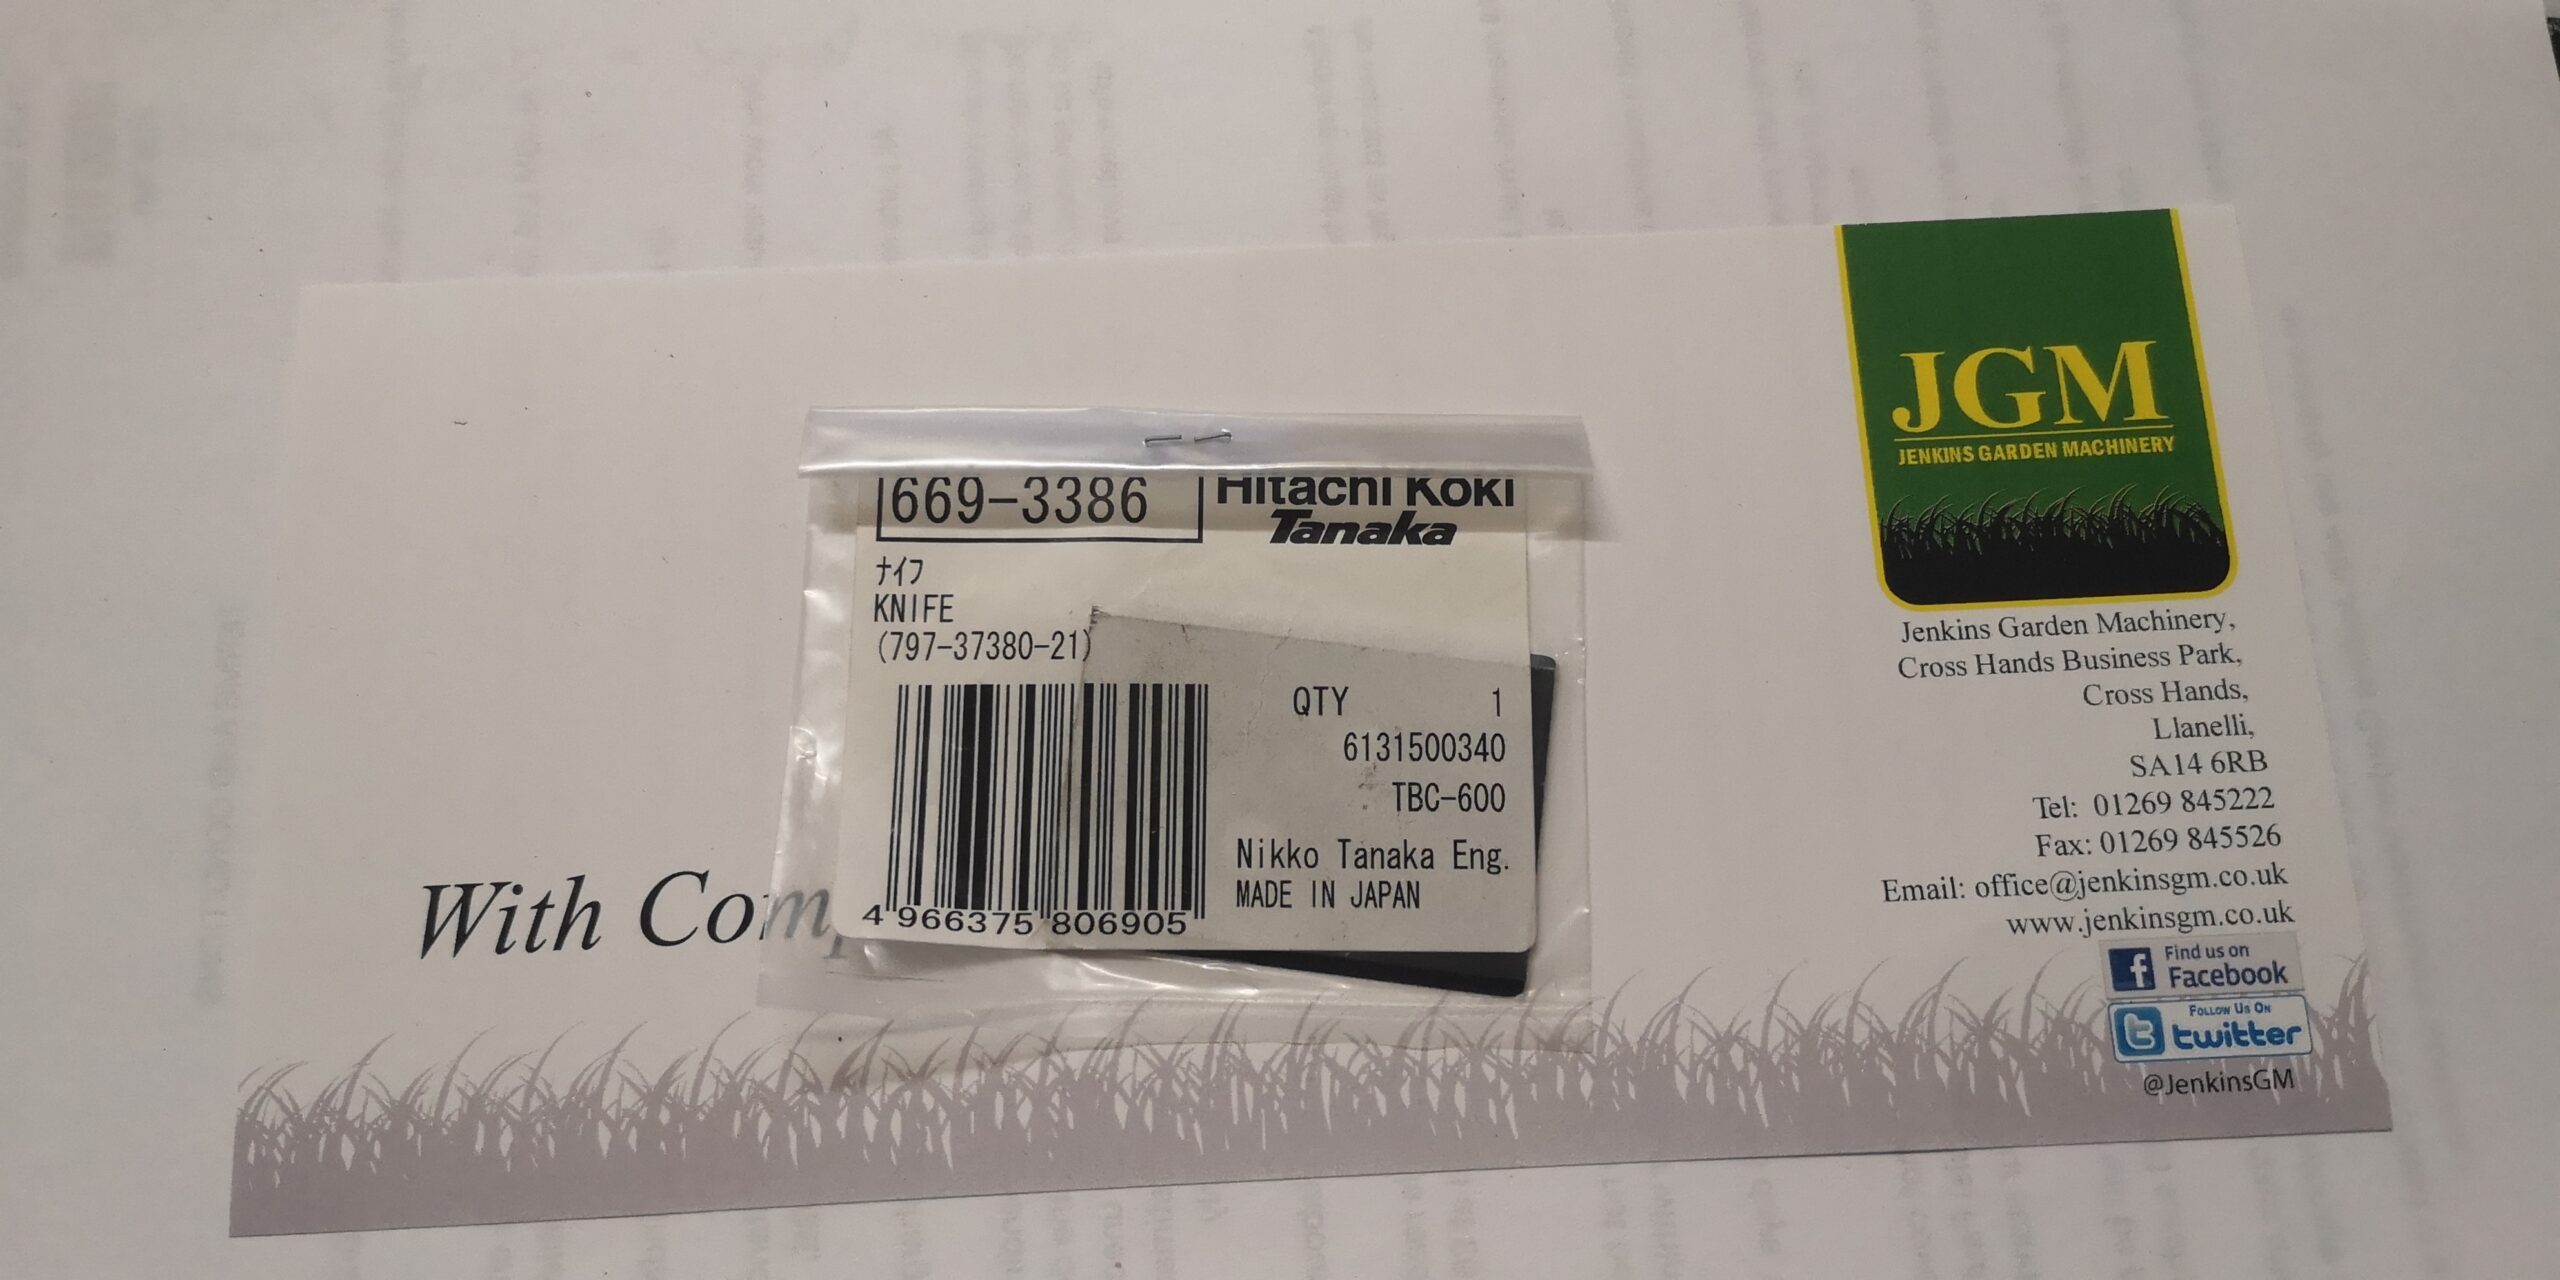 669-3386
Hitachi Koki
Tanaka
ﾅｲﾌ
KNIFE
(797-37380-21)
QTY 1
6131500340
TBC-600
Nikko Tanaka Eng.
MADE IN JAPAN
4 966375 806905
With Com
JGM
JENKINS GARDEN MACHINERY
Jenkins Garden Machinery,
Cross Hands Business Park,
Cross Hands,
Llanelli,
SA14 6RB
Tel: 01269 845222
Fax: 01269 845526
Email: office@jenkinsgm.co.uk
www.jenkinsgm.co.uk
Find us on
Facebook
Follow Us On
twitter
@JenkinsGM